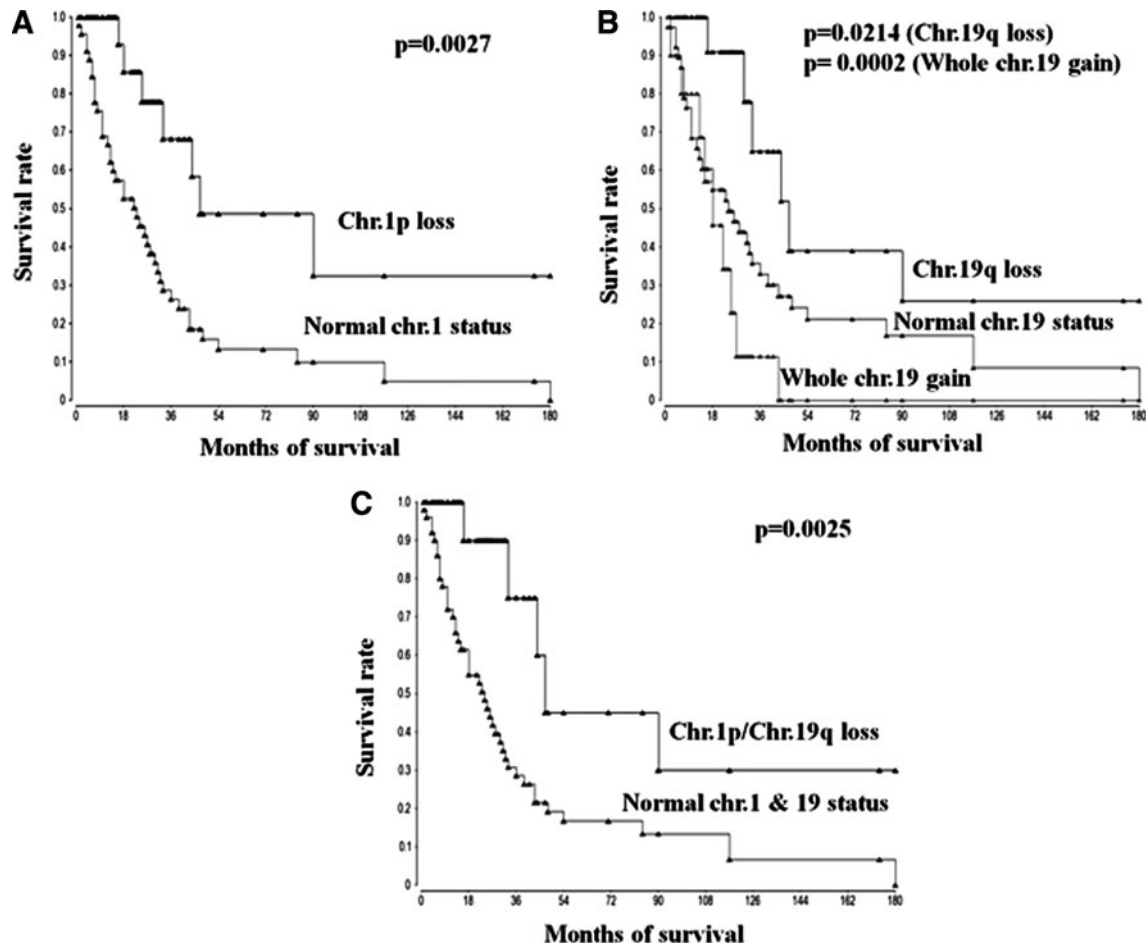 A
p=0.0027
Survival rate
1.0
0.9
0.8
0.7
0.6
0.5
0.4
0.3
0.2
0.1
0
Chr.1p loss
Normal chr.1 status
0 18 36 54 72 90 108 126 144 162 180
Months of survival
B
p=0.0214 (Chr.19q loss)
p= 0.0002 (Whole chr.19 gain)
Survival rate
1.0
0.9
0.8
0.7
0.6
0.5
0.4
0.3
0.2
0.1
0
Chr.19q loss
Normal chr.19 status
Whole chr.19 gain
0 18 36 54 72 90 108 126 144 162 180
Months of survival
C
p=0.0025
Survival rate
1.0
0.9
0.8
0.7
0.6
0.5
0.4
0.3
0.2
0.1
0
Chr.1p/Chr.19q loss
Normal chr.1 & 19 status
0 18 36 54 72 90 108 126 144 162 180
Months of survival